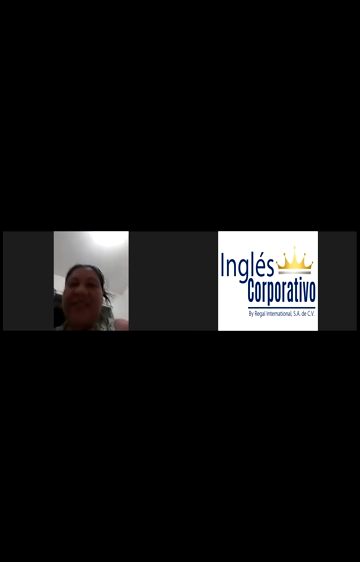 Inglés
Corporativo
By Regal International, S.A. de C.V.